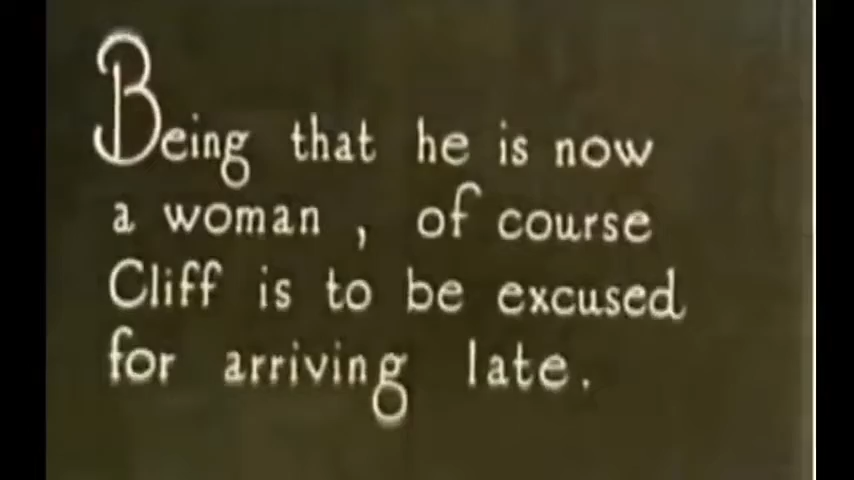 Being that he is now
a woman , of course
Cliff is to be excused
for arriving late.